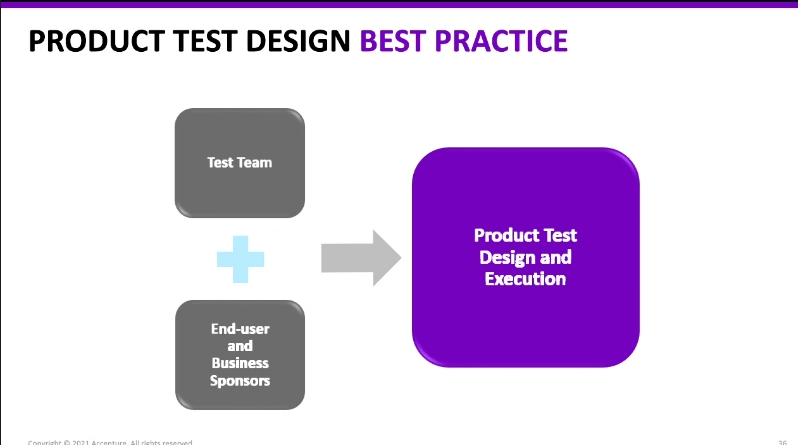 PRODUCT TEST DESIGN BEST PRACTICE
Test Team
End-user
and
Business
Sponsors
Product Test
Design and
Execution
Copyright © 2021 Accenture. All rights reserved.
36